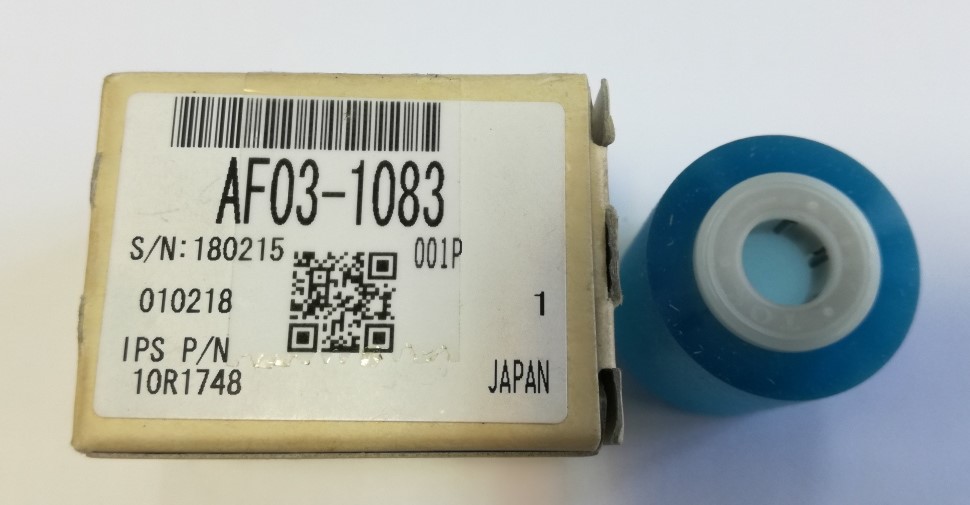 AF03-1083
S/N:180215
001P
010218
1
IPS P/N
10R1748
JAPAN